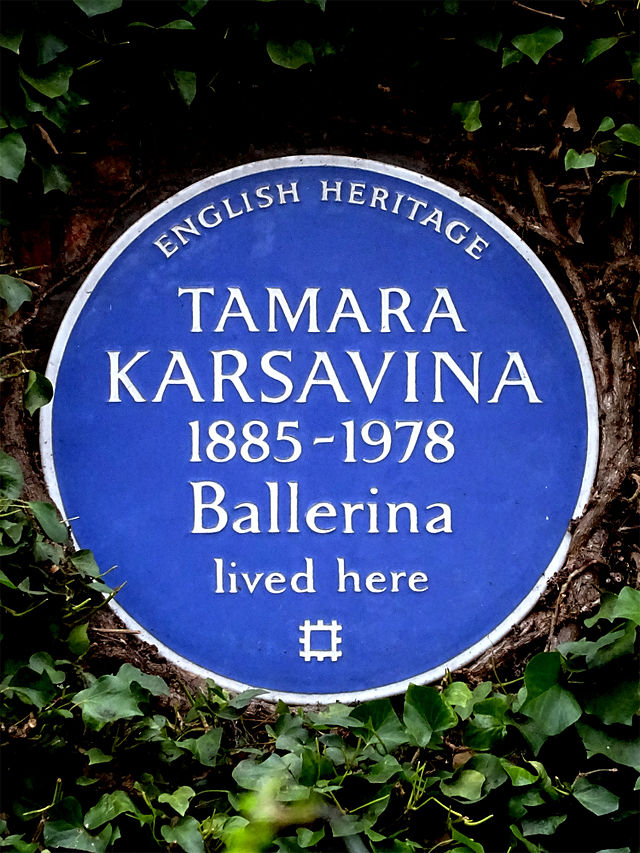 ENGLISH HERITAGE
TAMARA
KARSAVINA
1885-1978
Ballerina
lived here